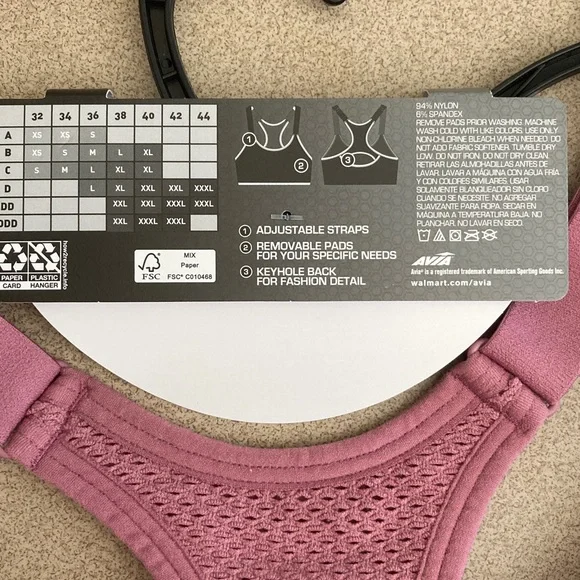 32 34 36 38 40 42 44
A XS XS S
B XS S M L XL
C S M L XL XL
D L XL XXL XXL XXXL
DD XXL XXL XXXL XXXL
DDD XXL XXL XXXL XXXL
PAPER CARD
PLASTIC HANGER
how2recycle.info
FSC
MIX
Paper
FSC® C010468
1
2
3
1 ADJUSTABLE STRAPS
2 REMOVABLE PADS
FOR YOUR SPECIFIC NEEDS
3 KEYHOLE BACK
FOR FASHION DETAIL
94% NYLON
6% SPANDEX
REMOVE PADS PRIOR WASHING. MACHINE
WASH COLD WITH LIKE COLORS. USE ONLY
NON-CHLORINE BLEACH WHEN NEEDED. DO
NOT ADD FABRIC SOFTENER. TUMBLE DRY
LOW. DO NOT IRON. DO NOT DRY CLEAN.
RETIRAR LAS ALMOHADILLAS ANTES DE
LAVAR. LAVAR A MÁQUINA CON AGUA FRÍA
Y CON COLORES SIMILARES. USAR
SOLAMENTE BLANQUEADOR SIN CLORO
CUANDO SE NECESITE. NO AGREGAR
SUAVIZANTE PARA ROPA. SECAR EN
MÁQUINA A TEMPERATURA BAJA. NO
PLANCHAR. NO LAVAR EN SECO.
AVIA
Avia® is a registered trademark of American Sporting Goods Inc.
walmart.com/avia